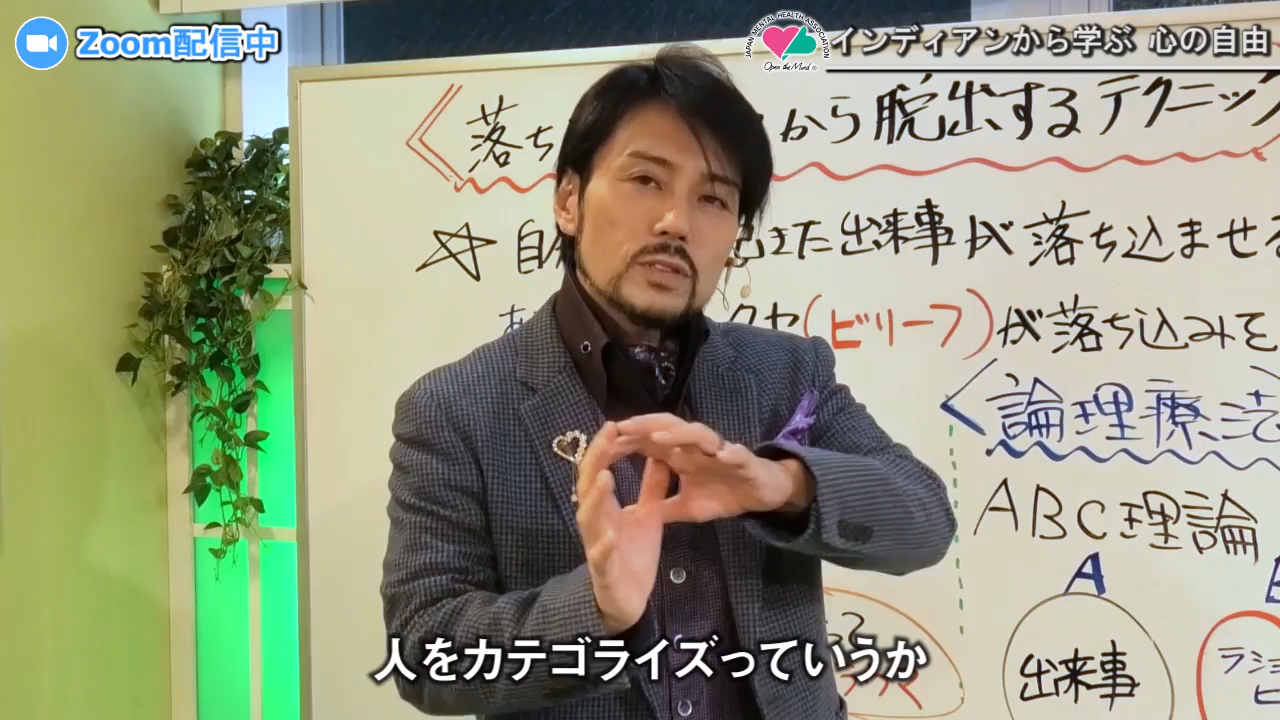 Zoom配信中
JAPAN MENTAL HEALTH ASSOCIATION
Open the Mind ®
インディアンから学ぶ 心の自由
落ち から脱出するテクニック
☆ 自 起きた出来事が落ち込ませる
あ (ビリーフ)が落ち込みを
論理療法
ABC理論
A
出来事
人をカテゴライズっていうか